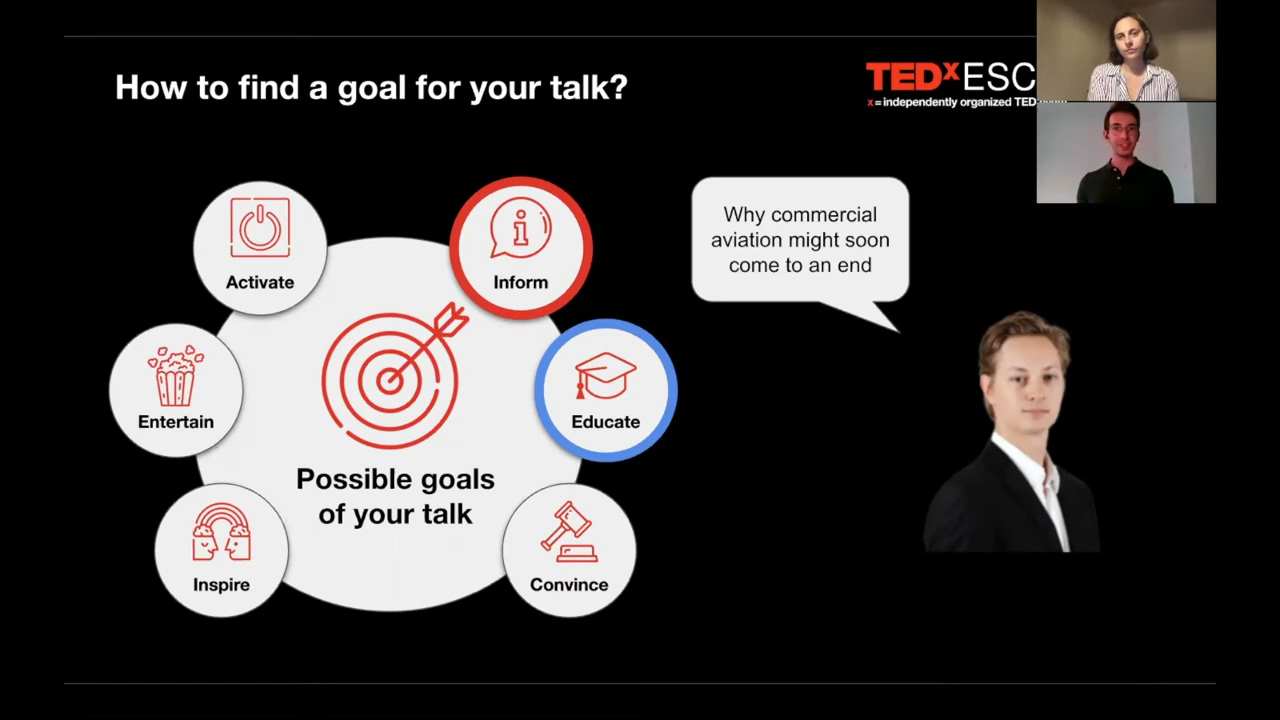 How to find a goal for your talk?
TEDxESC
x = independently organized TED
Activate
Inform
Why commercial
aviation might soon
come to an end
Entertain
Educate
Possible goals
of your talk
Inspire
Convince